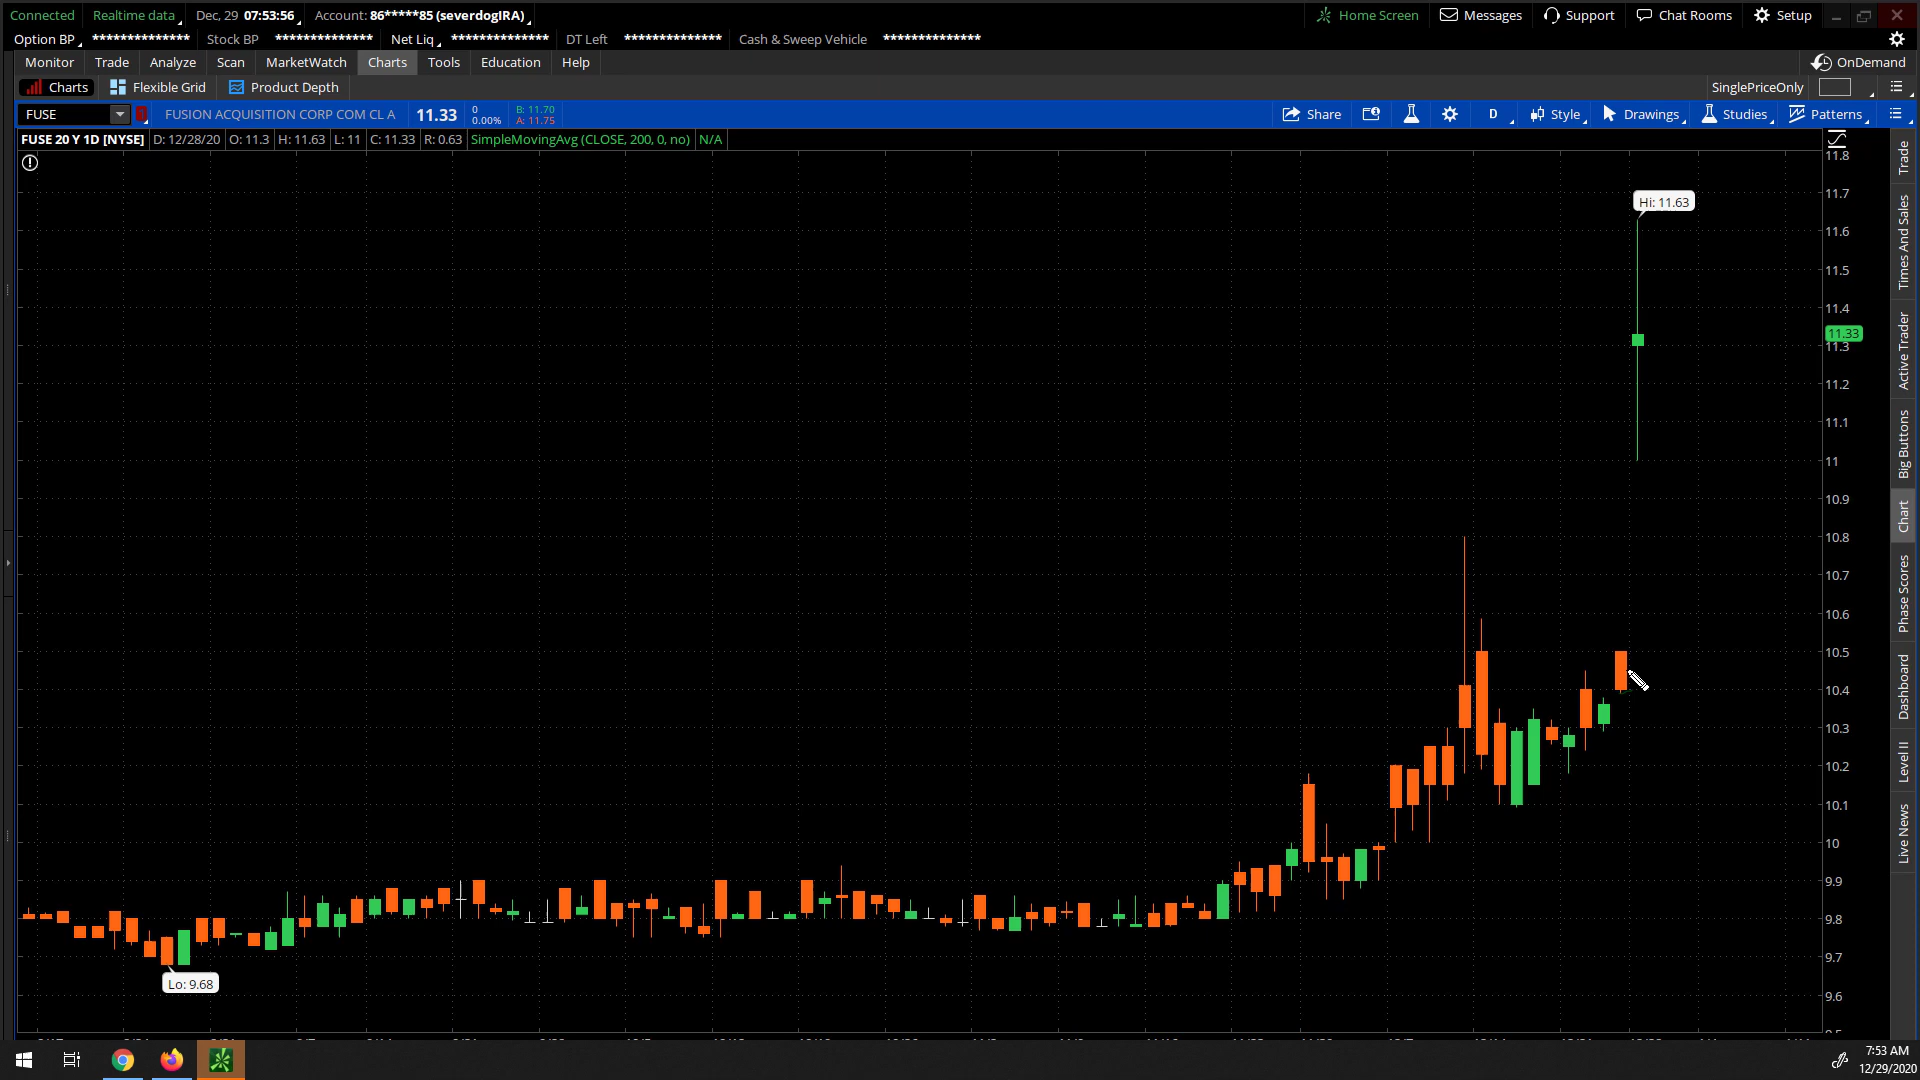 Connected Realtime data Dec, 29 07:53:56 Account: 86*****85 (severdogIRA) Home Screen Messages Support Chat Rooms Setup
Option BP ************** Stock BP ************** Net Liq ************** DT Left ************** Cash & Sweep Vehicle **************
Monitor Trade Analyze Scan MarketWatch Charts Tools Education Help OnDemand
Charts Flexible Grid Product Depth SinglePriceOnly
FUSE FUSION ACQUISITION CORP COM CL A 11.33 0 0.00% B: 11.70 A: 11.75 Share D Style Drawings Studies Patterns
FUSE 20 Y 1D [NYSE] D: 12/28/20 O: 11.3 H: 11.63 L: 11 C: 11.33 R: 0.63 SimpleMovingAvg (CLOSE, 200, 0, no) N/A
11.8
11.7
Hi: 11.63
11.6
11.5
11.4
11.33
11.3
11.2
11.1
11
10.9
10.8
10.7
10.6
10.5
10.4
10.3
10.2
10.1
10
9.9
9.8
9.7
Lo: 9.68
9.6
Trade
Times And Sales
Active Trader
Big Buttons
Chart
Phase Scores
Dashboard
Level II
Live News
7:53 AM
12/29/2020